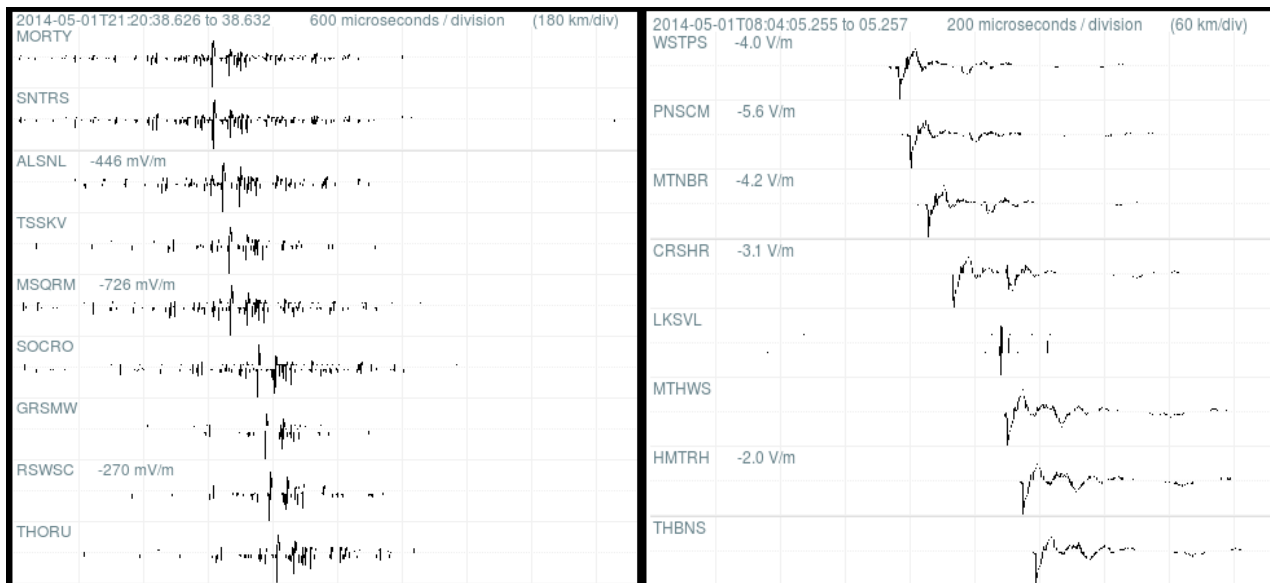 2014-05-01T21:20:38.626 to 38.632 600 microseconds / division (180 km/div)
MORTY
SNTRS
ALSNL -446 mV/m
TSSKV
MSQRM -726 mV/m
SOCRO
GRSMW
RSWSC -270 mV/m
THORU
2014-05-01T08:04:05.255 to 05.257 200 microseconds / division (60 km/div)
WSTPS -4.0 V/m
PNSCM -5.6 V/m
MTNBR -4.2 V/m
CRSHR -3.1 V/m
LKSVL
MTHWS
HMTRH -2.0 V/m
THBNS